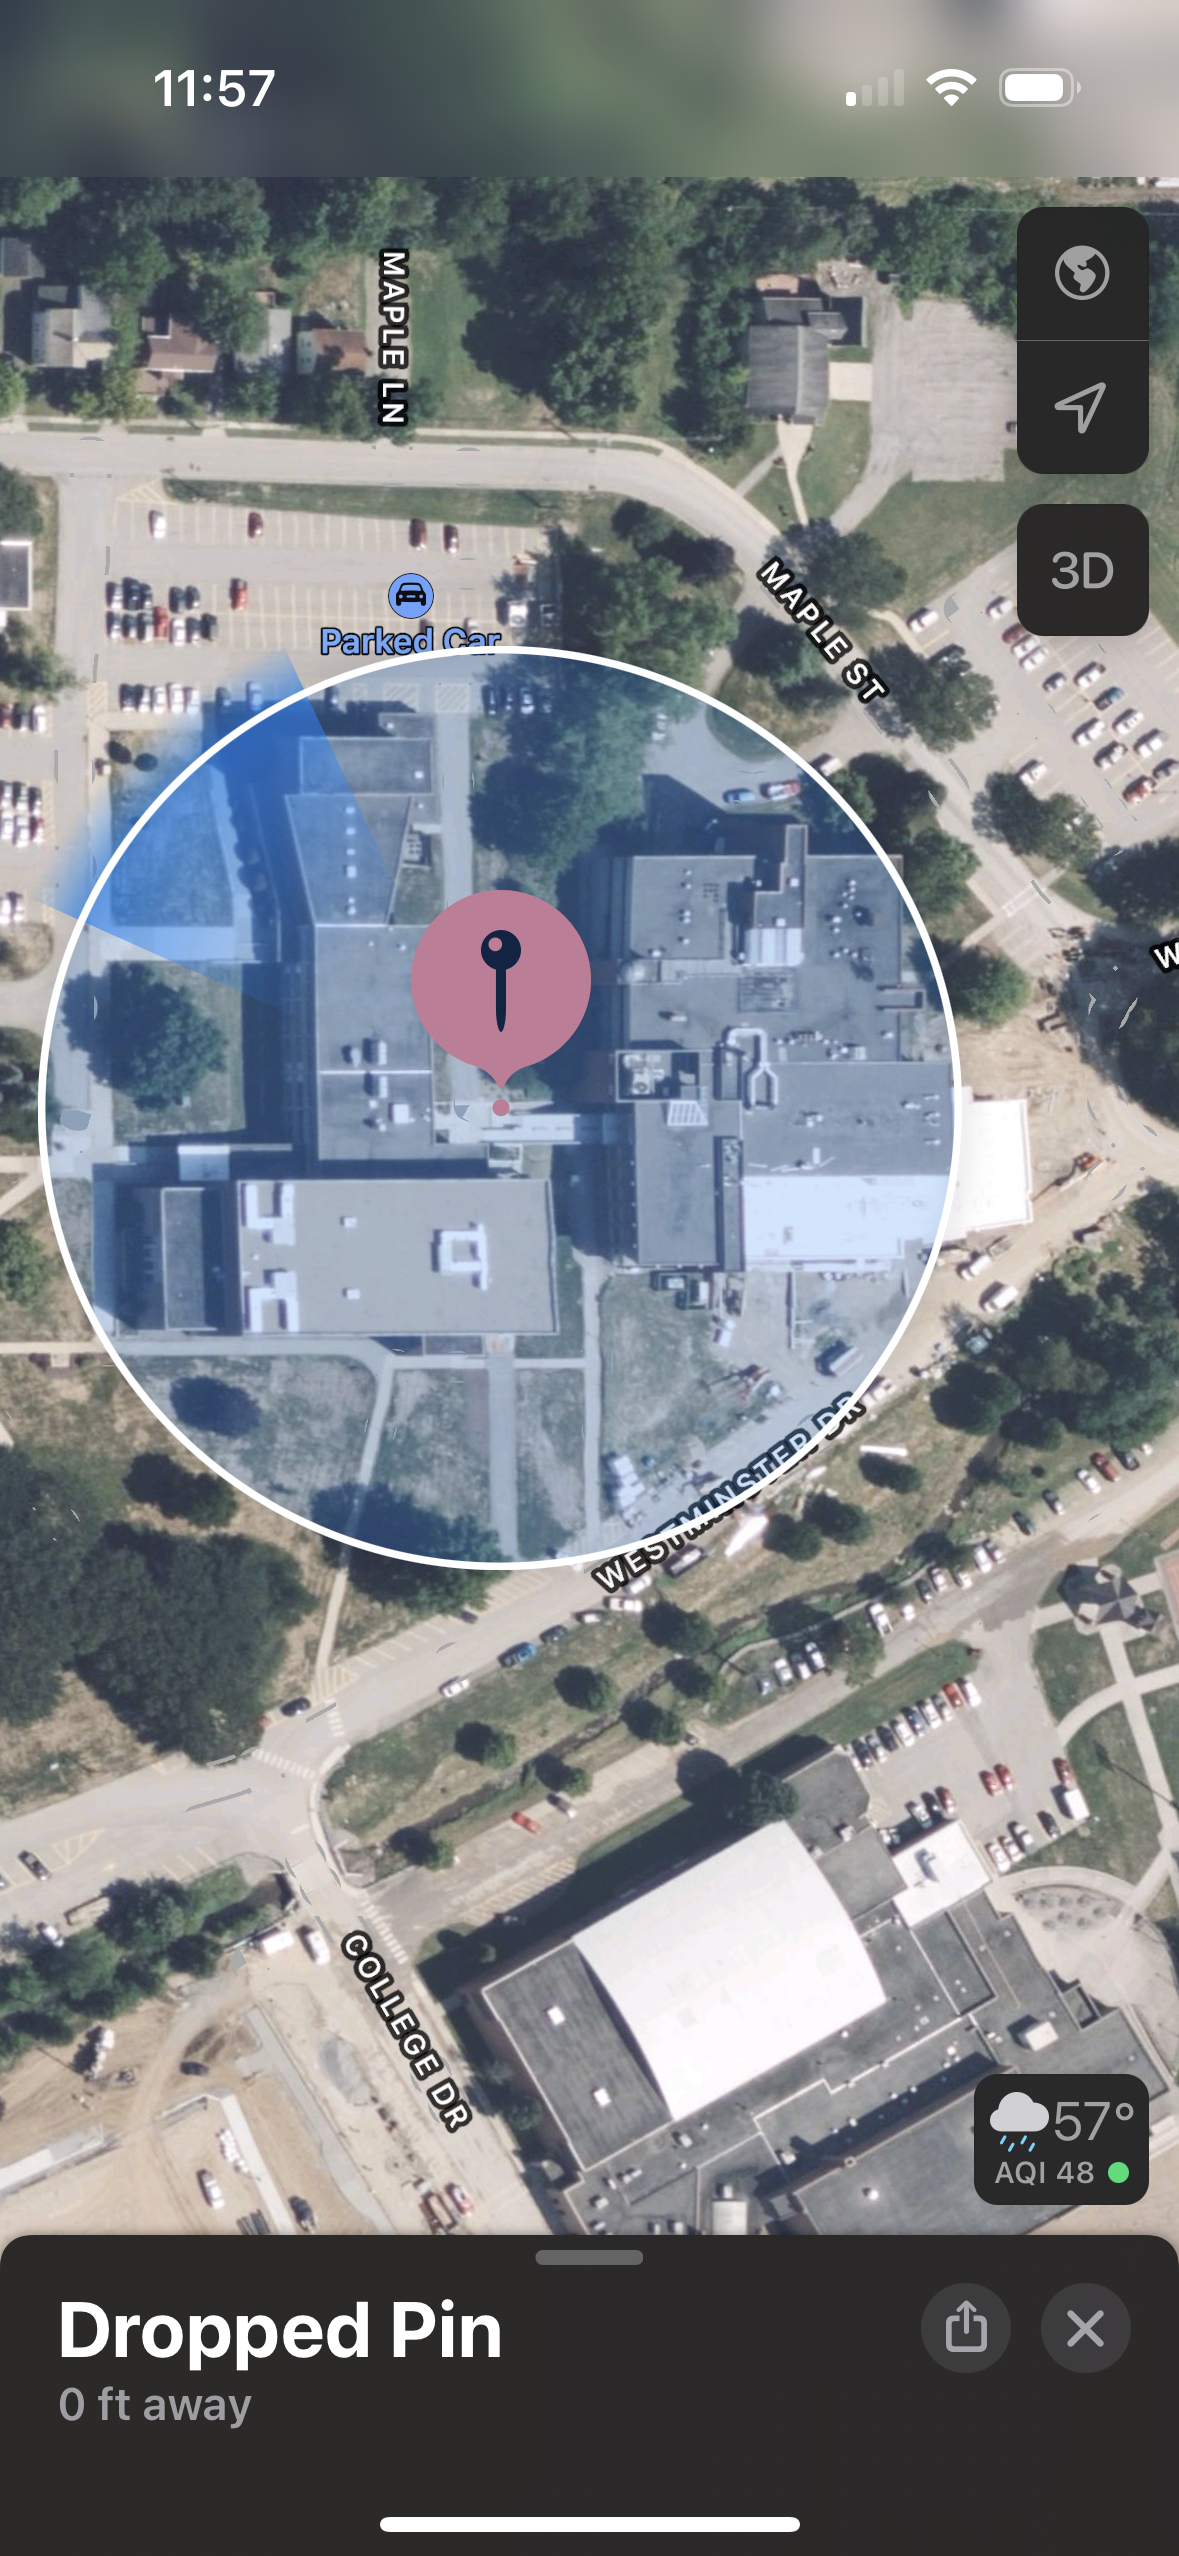 11:57
MAPLE LN
3D
Parked Car
MAPLE ST
W
WESTMINSTER DR
COLLEGE DR
57°
AQI 48
Dropped Pin
0 ft away